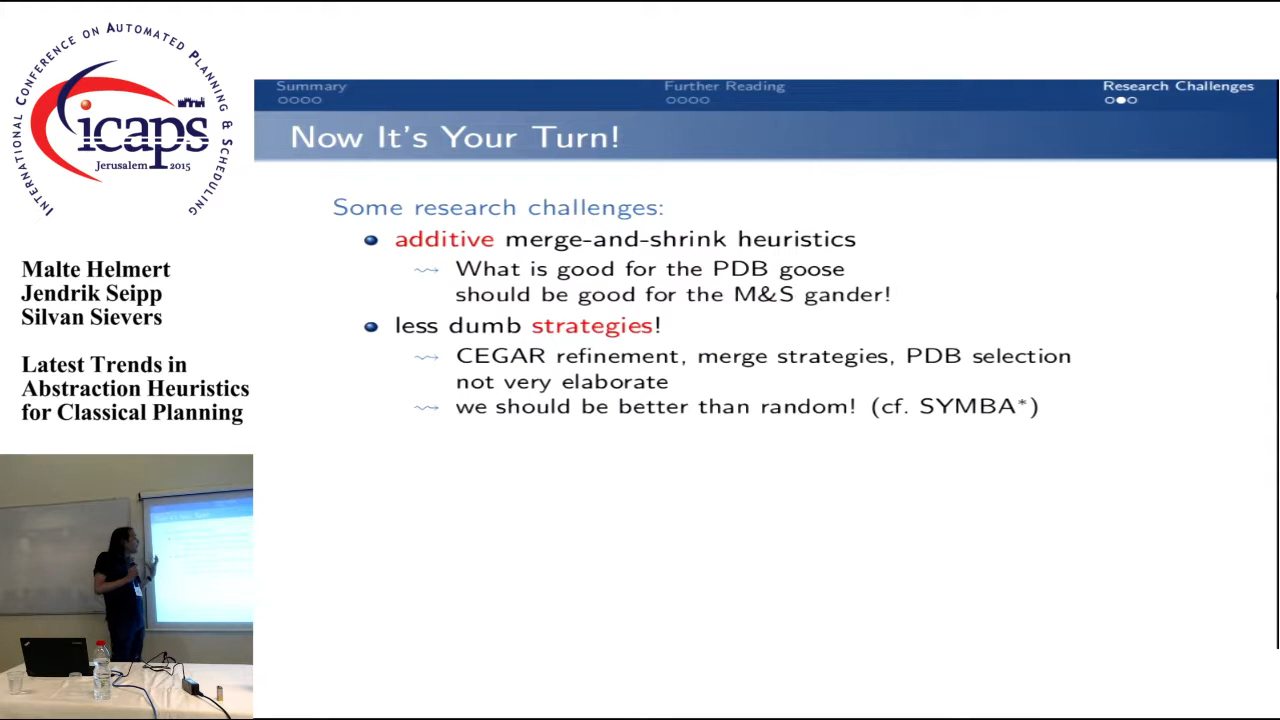 INTERNATIONAL CONFERENCE ON AUTOMATED PLANNING & SCHEDULING
icaps
Jerusalem 2015
Malte Helmert
Jendrik Seipp
Silvan Sievers
Latest Trends in
Abstraction Heuristics
for Classical Planning
Summary
Further Reading
Research Challenges
Now It's Your Turn!
Some research challenges:
additive merge-and-shrink heuristics
⇝ What is good for the PDB goose
should be good for the M&S gander!
less dumb strategies!
⇝ CEGAR refinement, merge strategies, PDB selection
not very elaborate
⇝ we should be better than random! (cf. SYMBA*)